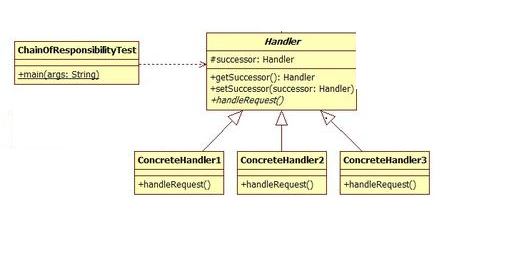 ChainOfResponsibilityTest
+main(args: String)
Handler
#successor: Handler
+getSuccessor(): Handler
+setSuccessor(successor: Handler)
+handleRequest()
ConcreteHandler1
+handleRequest()
ConcreteHandler2
+handleRequest()
ConcreteHandler3
+handleRequest()